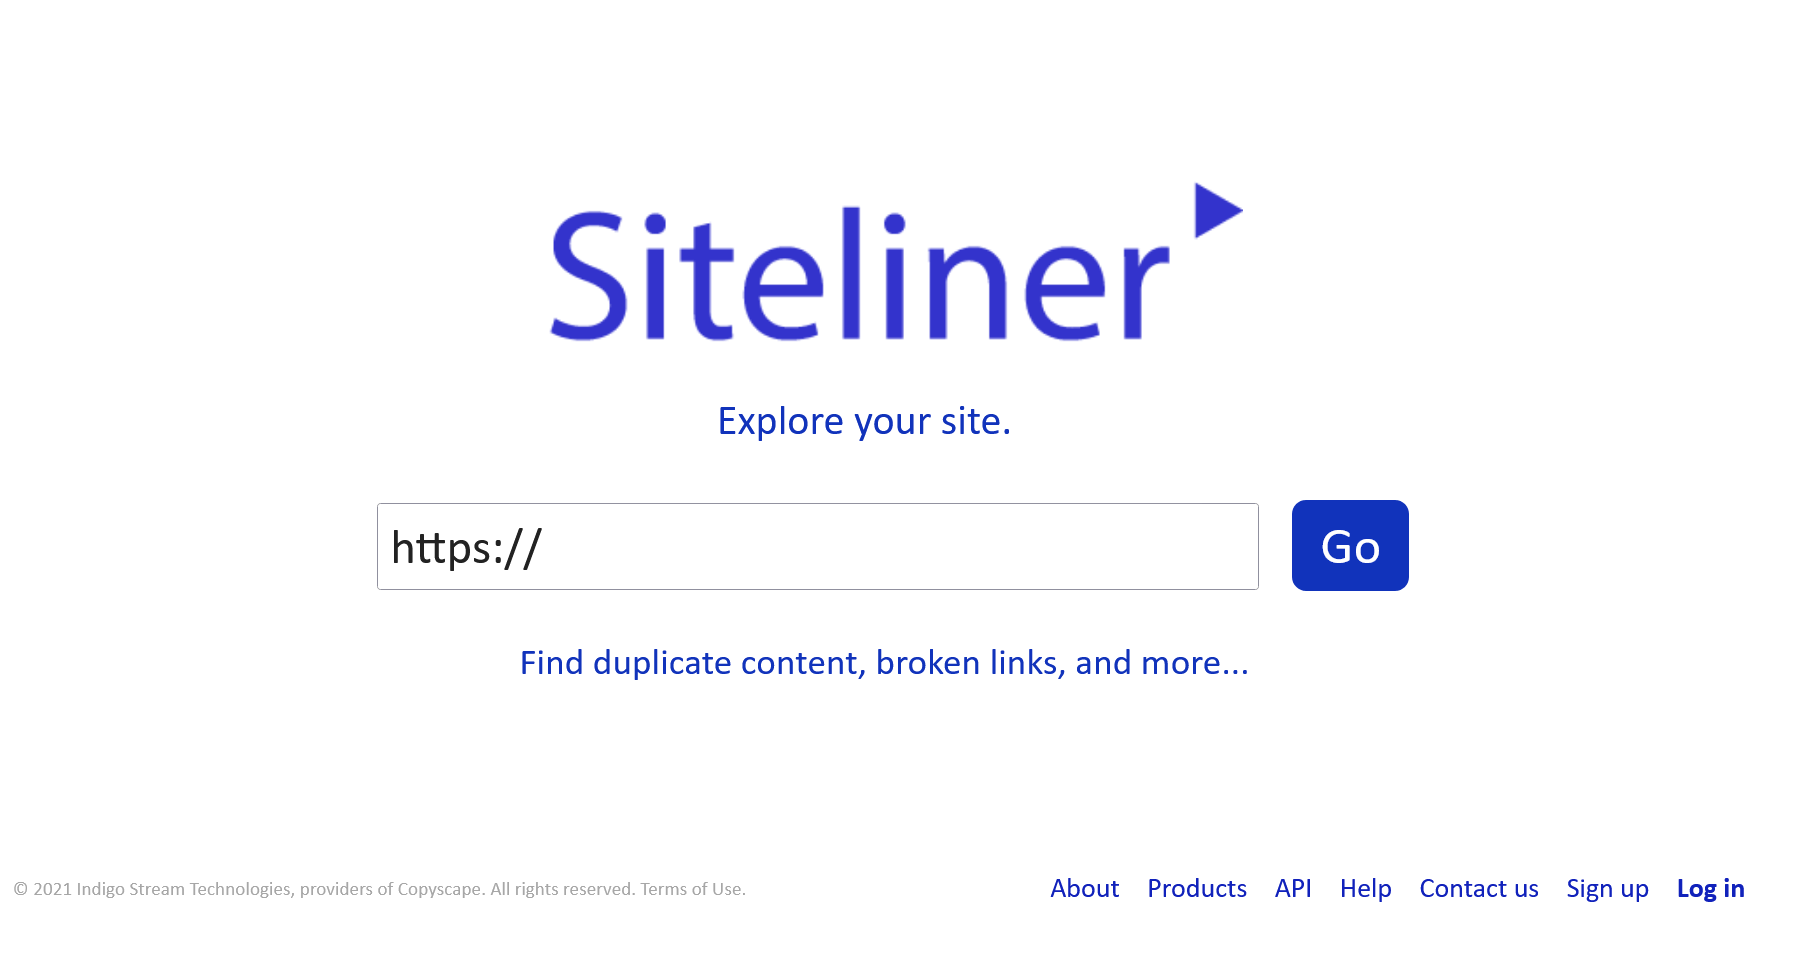 Siteliner
Explore your site.
https://
Go
Find duplicate content, broken links, and more...
© 2021 Indigo Stream Technologies, providers of Copyscape. All rights reserved. Terms of Use.
About Products API Help Contact us Sign up Log in